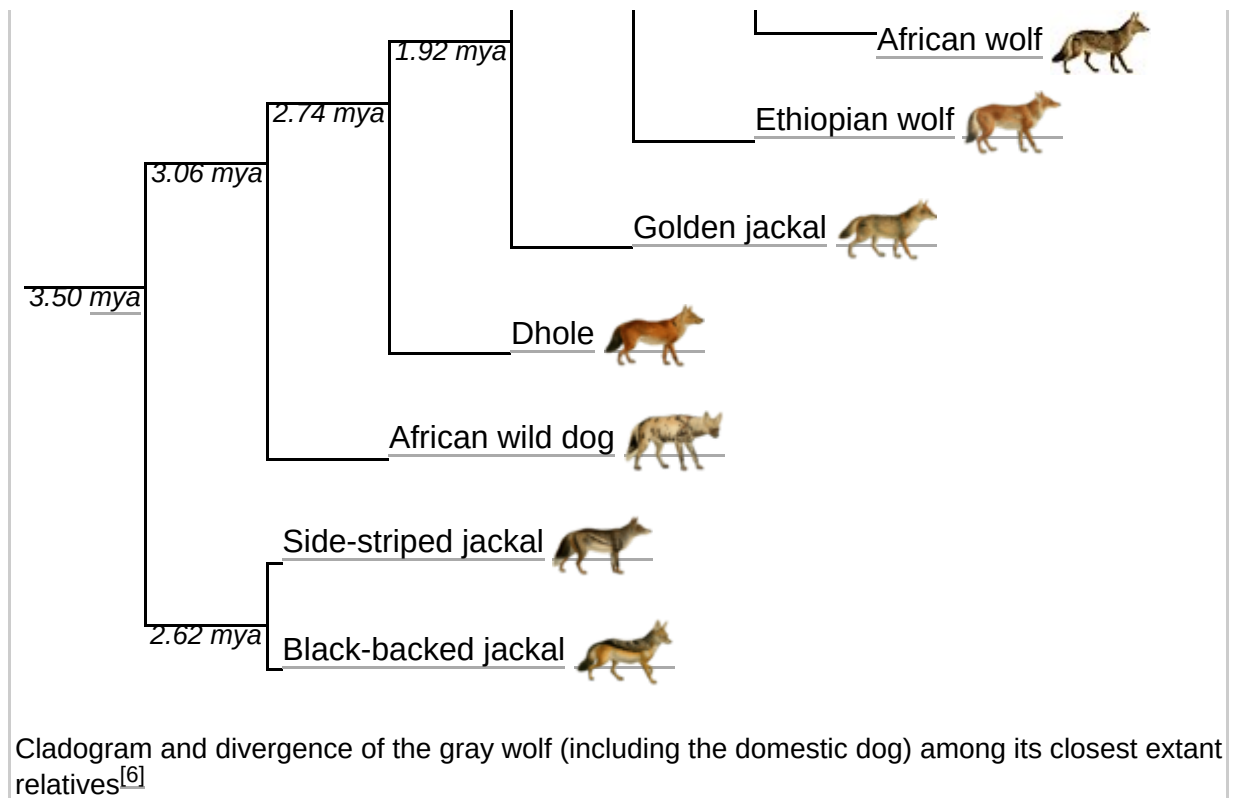 African wolf
1.92 mya
2.74 mya
Ethiopian wolf
3.06 mya
Golden jackal
3.50 mya
Dhole
African wild dog
Side-striped jackal
2.62 mya
Black-backed jackal
Cladogram and divergence of the gray wolf (including the domestic dog) among its closest extant
relatives[6]